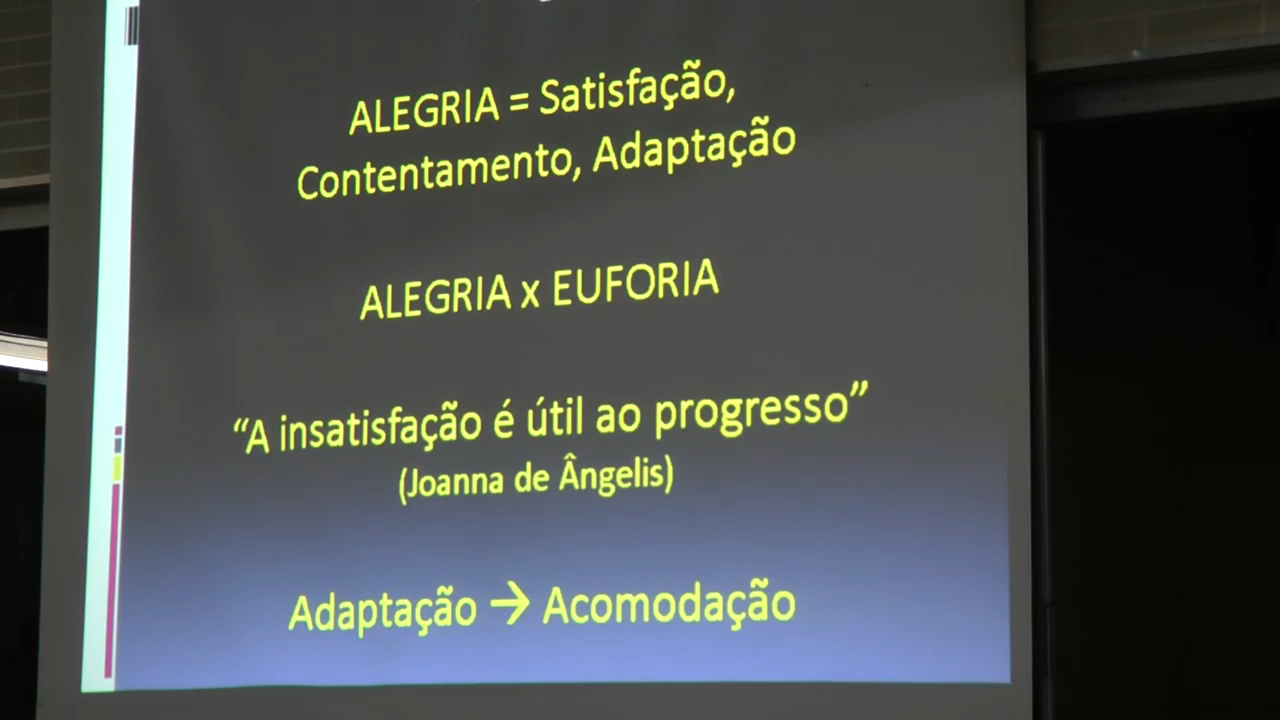 ALEGRIA = Satisfação,
Contentamento, Adaptação
ALEGRIA x EUFORIA
“A insatisfação é útil ao progresso”
(Joanna de Ângelis)
Adaptação → Acomodação